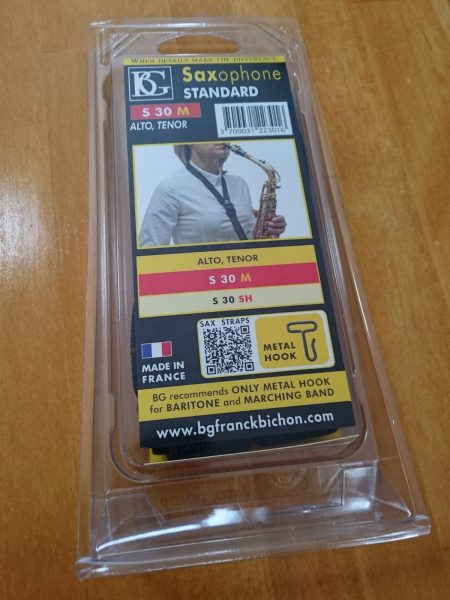 WHEN DETAILS MAKE THE DIFFERENCE
BG
Saxophone
STANDARD
S 30 M
ALTO, TENOR
3 700031 223016
ALTO, TENOR
S 30 M
S 30 SH
SAX STRAPS
METAL
HOOK
MADE IN
FRANCE
BG recommends ONLY METAL HOOK
for BARITONE and MARCHING BAND
www.bgfranckbichon.com